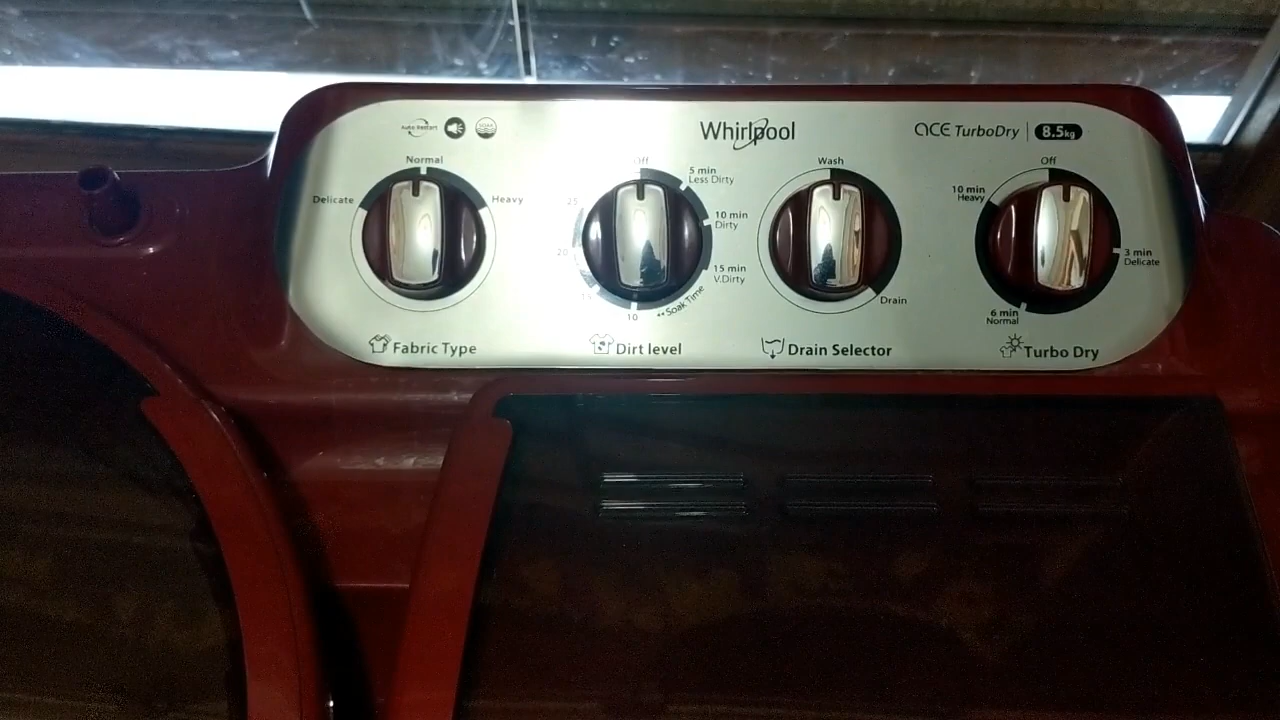 Auto Restart
SOAK
Whirlpool
ACE TurboDry 8.5kg
Normal
Delicate
Heavy
Fabric Type
Off
5 min
Less Dirty
10 min
Dirty
15 min
V.Dirty
Soak Time
10
15
20
25
Dirt level
Wash
Drain
Drain Selector
Off
10 min
Heavy
3 min
Delicate
6 min
Normal
Turbo Dry